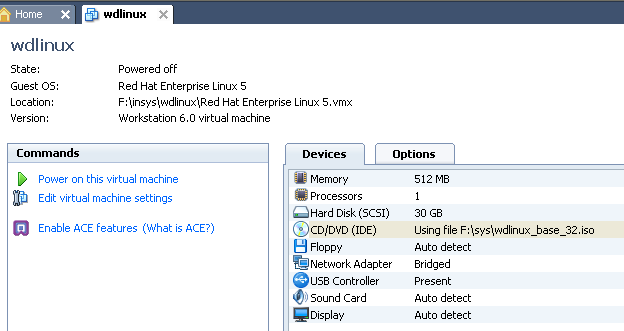 Home
wdlinux
wdlinux
State: Powered off
Guest OS: Red Hat Enterprise Linux 5
Location: F:\insys\wdlinux\Red Hat Enterprise Linux 5.vmx
Version: Workstation 6.0 virtual machine
Commands
Power on this virtual machine
Edit virtual machine settings
Enable ACE features (What is ACE?)
Devices
Options
Memory 512 MB
Processors 1
Hard Disk (SCSI) 30 GB
CD/DVD (IDE) Using file F:\sys\wdlinux_base_32.iso
Floppy Auto detect
Network Adapter Bridged
USB Controller Present
Sound Card Auto detect
Display Auto detect